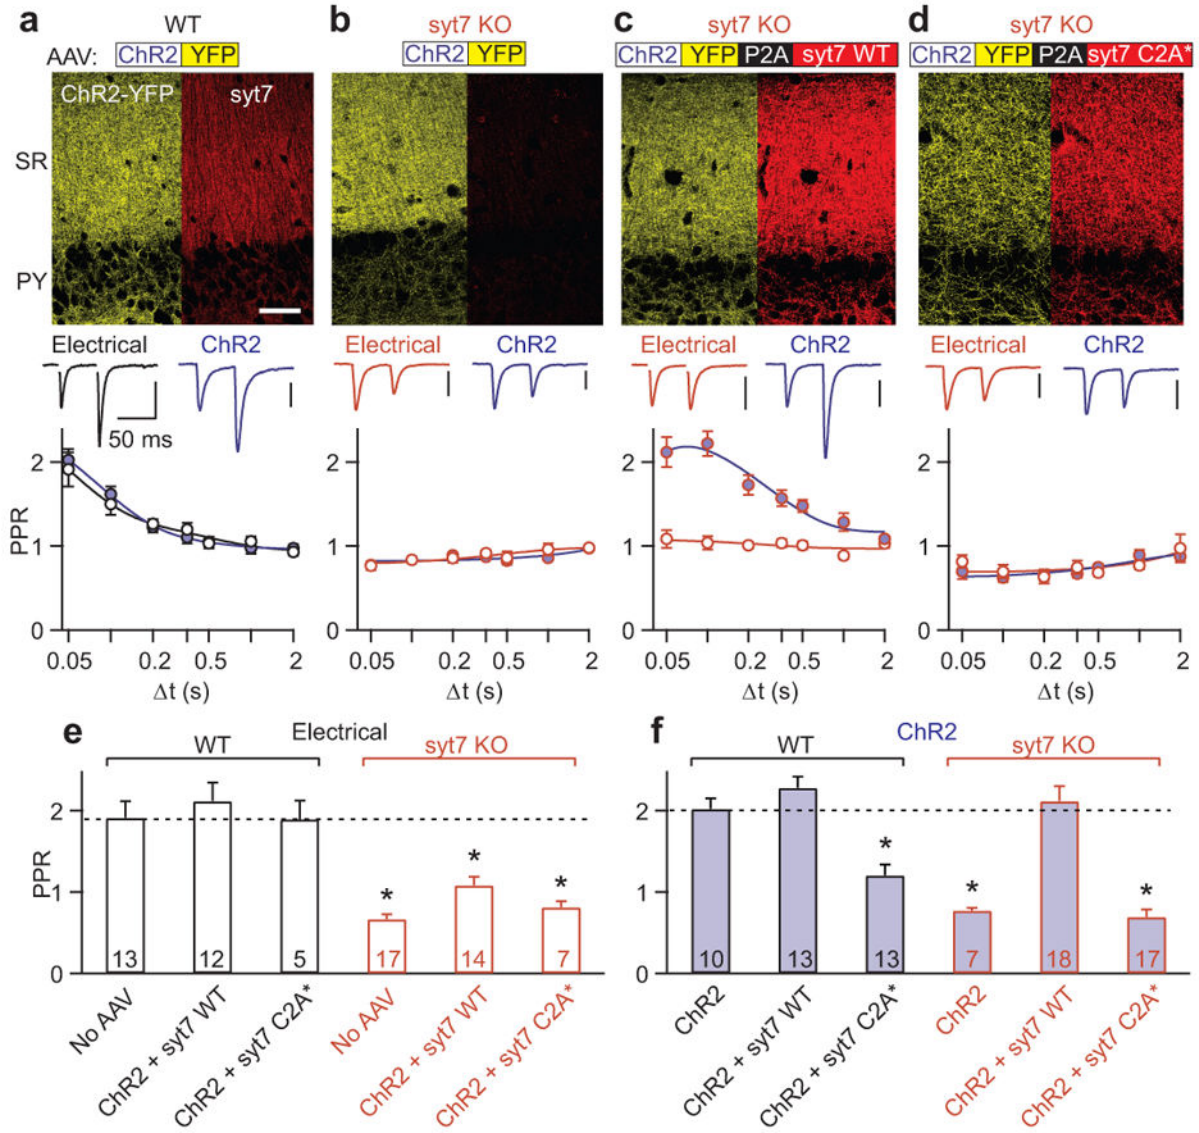 a WT b syt7 KO c syt7 KO d syt7 KO
AAV: ChR2 YFP ChR2 YFP ChR2 YFP P2A syt7 WT ChR2 YFP P2A syt7 C2A*
ChR2-YFP syt7
SR
PY
Electrical ChR2 Electrical ChR2 Electrical ChR2 Electrical ChR2
50 ms
PPR
2 2 2 2
1 1 1 1
0 0 0 0
0.05 0.2 0.5 2 0.05 0.2 0.5 2 0.05 0.2 0.5 2 0.05 0.2 0.5 2
Δt (s) Δt (s) Δt (s) Δt (s)
e Electrical f ChR2
WT syt7 KO WT syt7 KO
PPR
2 2
* * * * * *
1 1
13 12 5 17 14 7 10 13 13 7 18 17
0 0
No AAV
ChR2 + syt7 WT
ChR2 + syt7 C2A*
No AAV
ChR2 + syt7 WT
ChR2 + syt7 C2A*
ChR2
ChR2 + syt7 WT
ChR2 + syt7 C2A*
ChR2
ChR2 + syt7 WT
ChR2 + syt7 C2A*